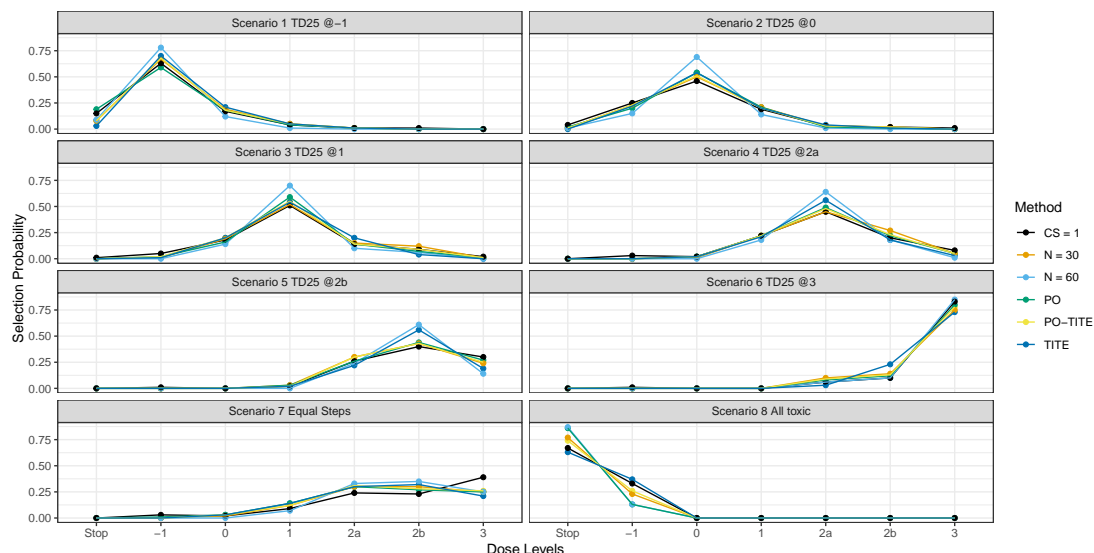 Scenario 1 TD25 @−1
Scenario 2 TD25 @0
0.75
0.50
0.25
0.00
Scenario 3 TD25 @1
Scenario 4 TD25 @2a
0.75
0.50
0.25
0.00
Scenario 5 TD25 @2b
Scenario 6 TD25 @3
0.75
0.50
0.25
0.00
Scenario 7 Equal Steps
Scenario 8 All toxic
0.75
0.50
0.25
0.00
Stop −1 0 1 2a 2b 3
Stop −1 0 1 2a 2b 3
Dose Levels
Selection Probability
Method
CS = 1
N = 30
N = 60
PO
PO−TITE
TITE